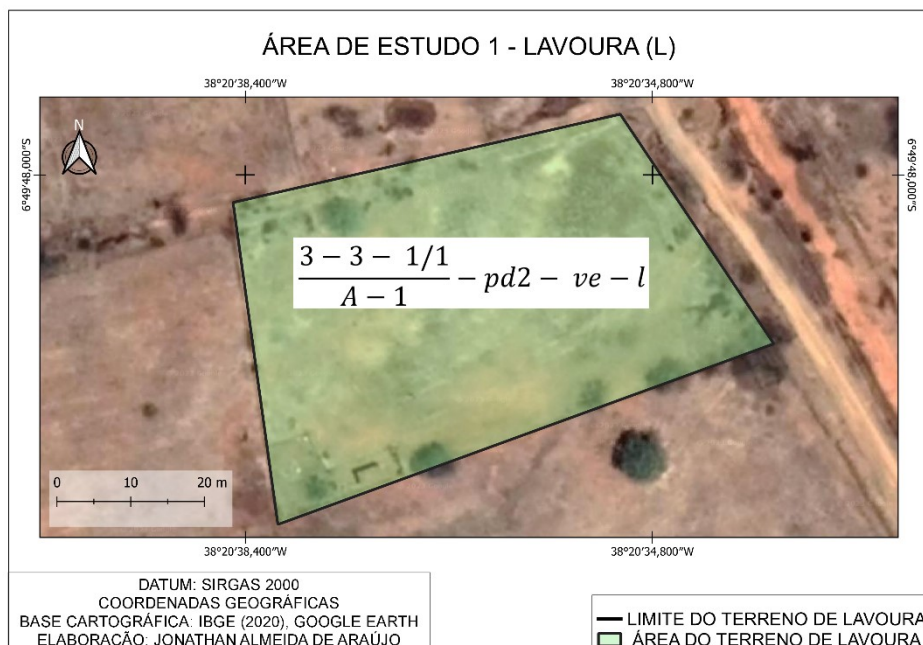 ÁREA DE ESTUDO 1 - LAVOURA (L)
38°20'38,400"W 38°20'34,800"W
N
6°49'48,000"S 6°49'48,000"S
3 − 3 − 1/1
A − 1
− pd2 − ve − l
0 10 20 m
38°20'38,400"W 38°20'34,800"W
DATUM: SIRGAS 2000
COORDENADAS GEOGRÁFICAS
BASE CARTOGRÁFICA: IBGE (2020), GOOGLE EARTH
ELABORAÇÃO: JONATHAN ALMEIDA DE ARAÚJO
LIMITE DO TERRENO DE LAVOURA
ÁREA DO TERRENO DE LAVOURA